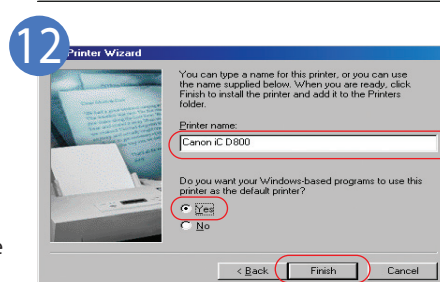 12
Printer Wizard
You can type a name for this printer, or you can use
the name supplied below. When you are ready, click
Finish to install the printer and add it to the Printers
folder.
Printer name:
Canon iC D800
Do you want your Windows-based programs to use this
printer as the default printer?
Yes
No
e
< Back
Finish
Cancel